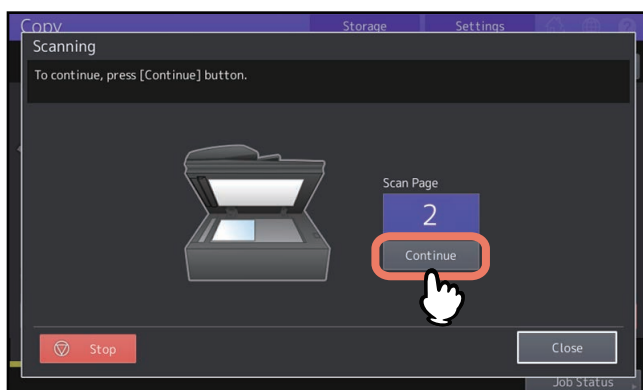 Copy
Storage
Settings
Scanning
To continue, press [Continue] button.
Scan Page
2
Continue
Stop
Close
Job Status